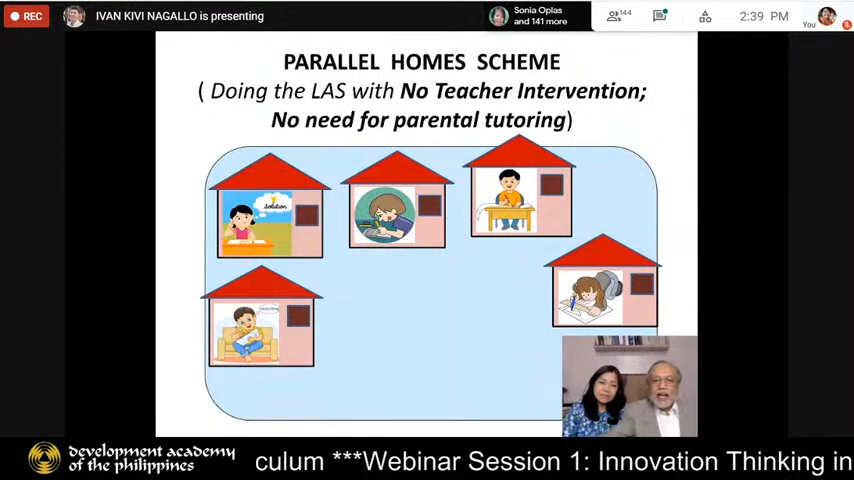 REC
IVAN KIVI NAGALLO is presenting
Sonia Oplas
and 141 more
144
2:39 PM
You
PARALLEL HOMES SCHEME
( Doing the LAS with No Teacher Intervention;
No need for parental tutoring)
Solution
development academy
of the philippines
culum ***Webinar Session 1: Innovation Thinking in